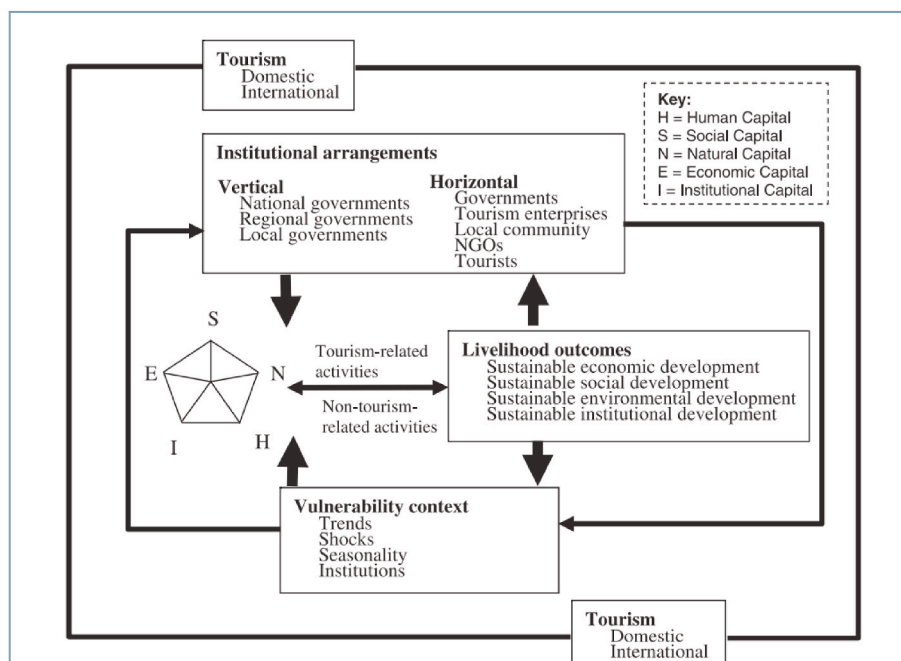 Tourism
Domestic
International
Key:
H = Human Capital
S = Social Capital
N = Natural Capital
E = Economic Capital
I = Institutional Capital
Institutional arrangements
Vertical
National governments
Regional governments
Local governments
Horizontal
Governments
Tourism enterprises
Local community
NGOs
Tourists
S
E
N
I
H
Tourism-related
activities
Non-tourism-
related activities
Livelihood outcomes
Sustainable economic development
Sustainable social development
Sustainable environmental development
Sustainable institutional development
Vulnerability context
Trends
Shocks
Seasonality
Institutions
Tourism
Domestic
International